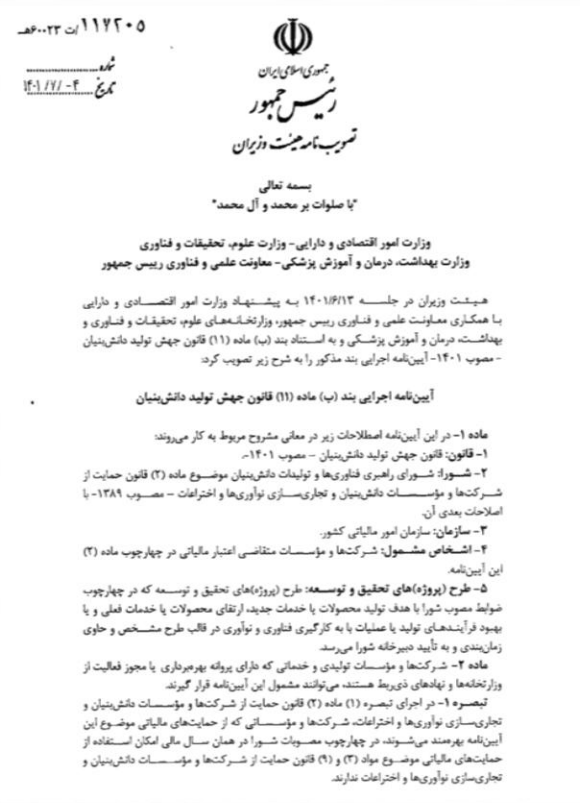 ۱۱۷۲۰۵/ت۶۰۰۲۳هـ
شماره
تاریخ ۱۴۰۱/۷/-۴
جمهوری اسلامی ایران
رئیس جمهور
تصویب نامه هیئت وزیران
بسمه تعالی
"با صلوات بر محمد و آل محمد"
وزارت امور اقتصادی و دارایی- وزارت علوم، تحقیقات و فناوری
وزارت بهداشت، درمان و آموزش پزشکی- معاونت علمی و فناوری رییس جمهور
هیئت وزیران در جلسه ۱۴۰۱/۶/۱۳ به پیشنهاد وزارت امور اقتصادی و دارایی
با همکاری معاونت علمی و فناوری رییس جمهور، وزارتخانه‌های علوم، تحقیقات و فناوری و
بهداشت، درمان و آموزش پزشکی و به استناد بند (ب) ماده (۱۱) قانون جهش تولید دانش‌بنیان
- مصوب ۱۴۰۱- آیین‌نامه اجرایی بند مذکور را به شرح زیر تصویب کرد:
آیین‌نامه اجرایی بند (ب) ماده (۱۱) قانون جهش تولید دانش‌بنیان
ماده ۱- در این آیین‌نامه اصطلاحات زیر در معانی مشروح مربوط به کار می‌روند:
۱- قانون: قانون جهش تولید دانش‌بنیان – مصوب ۱۴۰۱-.
۲- شورا: شورای راهبری فناوری‌ها و تولیدات دانش‌بنیان موضوع ماده (۲) قانون حمایت از
شرکت‌ها و مؤسسات دانش‌بنیان و تجاری‌سازی نوآوری‌ها و اختراعات – مصوب ۱۳۸۹- با
اصلاحات بعدی آن.
۳- سازمان: سازمان امور مالیاتی کشور.
۴- اشخاص مشمول: شرکت‌ها و مؤسسات متقاضی اعتبار مالیاتی در چهارچوب ماده (۲)
این آیین‌نامه.
۵- طرح (پروژه)های تحقیق و توسعه: طرح (پروژه)های تحقیق و توسعه که در چهارچوب
ضوابط مصوب شورا با هدف تولید محصولات یا خدمات جدید، ارتقای محصولات یا خدمات فعلی و یا
بهبود فرآیندهای تولید یا عملیات با به کارگیری فناوری و نوآوری در قالب طرح مشخص و حاوی
زمان‌بندی و به تأیید دبیرخانه شورا می‌رسد.
ماده ۲- شرکت‌ها و مؤسسات تولیدی و خدماتی که دارای پروانه بهره‌برداری یا مجوز فعالیت از
وزارتخانه‌ها و نهادهای ذی‌ربط هستند، می‌توانند مشمول این آیین‌نامه قرار گیرند.
تبصره ۱- در اجرای تبصره (۱) ماده (۲) قانون حمایت از شرکت‌ها و مؤسسات دانش‌بنیان و
تجاری‌سازی نوآوری‌ها و اختراعات، شرکت‌ها و مؤسساتی که از حمایت‌های مالیاتی موضوع این
آیین‌نامه بهره‌مند می‌شوند، در چهارچوب مصوبات شورا در همان سال مالی امکان استفاده از
حمایت‌های مالیاتی موضوع مواد (۳) و (۹) قانون حمایت از شرکت‌ها و مؤسسات دانش‌بنیان و
تجاری‌سازی نوآوری‌ها و اختراعات ندارند.